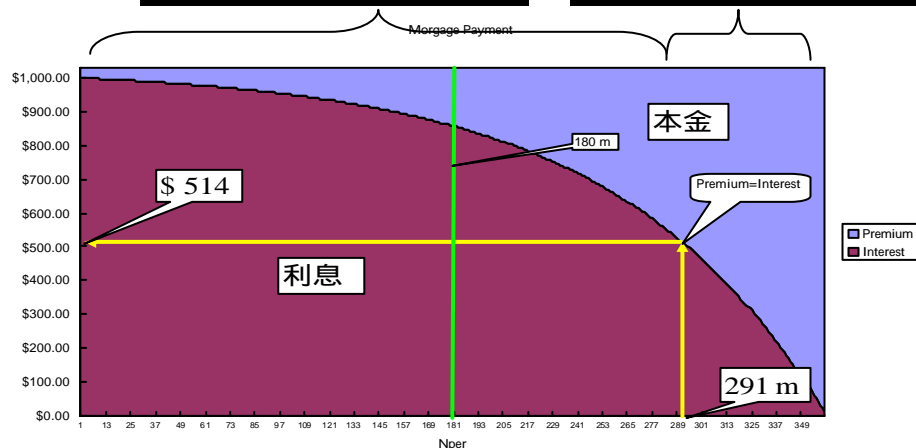 Morgage Payment
$1,000.00
$900.00
$800.00
$700.00
$600.00
$500.00
$400.00
$300.00
$200.00
$100.00
$0.00
本金
180 m
$ 514
Premium=Interest
利息
291 m
Premium
Interest
1 13 25 37 49 61 73 85 97 109 121 133 145 157 169 181 193 205 217 229 241 253 265 277 289 301 313 325 337 349
Nper